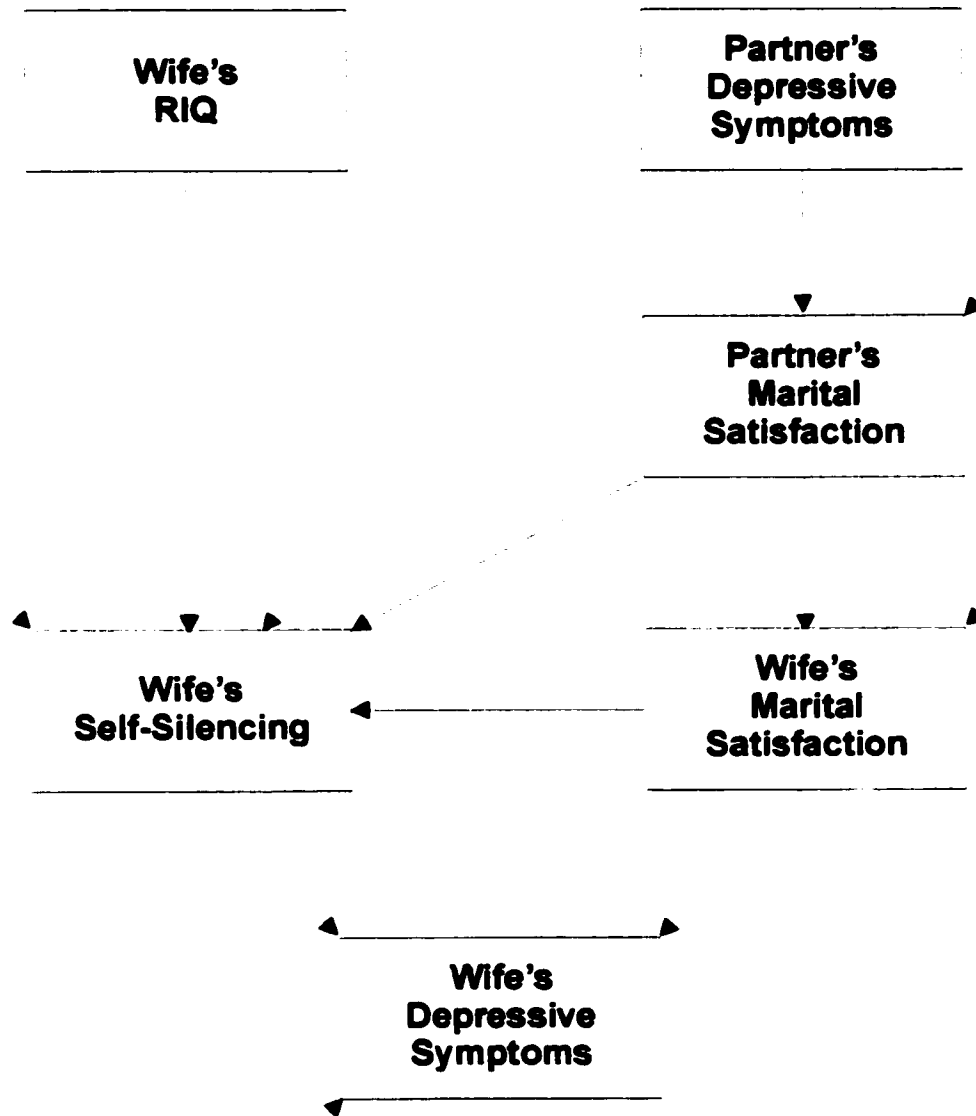 Wife's
RIQ
Partner's
Depressive
Symptoms
Partner's
Marital
Satisfaction
Wife's
Self-Silencing
Wife's
Marital
Satisfaction
Wife's
Depressive
Symptoms